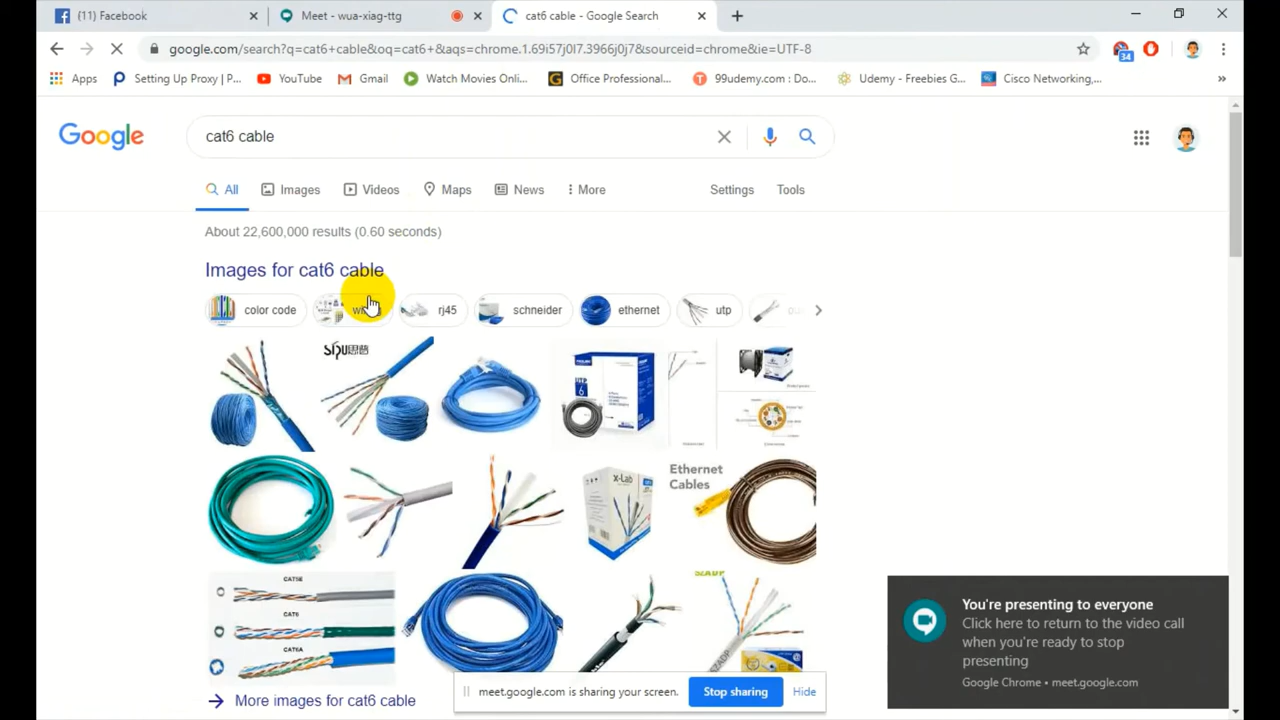 (11) Facebook
Meet - wua-xiag-ttg
cat6 cable - Google Search
google.com/search?q=cat6+cable&oq=cat6+&aqs=chrome.1.69i57j0l7.3966j0j7&sourceid=chrome&ie=UTF-8
34
Apps
Setting Up Proxy | P...
YouTube
Gmail
Watch Movies Onli...
Office Professional...
99udemy.com : Do...
Udemy - Freebies G...
Cisco Networking,...
Google
cat6 cable
All
Images
Videos
Maps
News
More
Settings
Tools
About 22,600,000 results (0.60 seconds)
Images for cat6 cable
color code
rj45
schneider
ethernet
utp
思普
UTP
6
x-Lab
Ethernet
Cables
CAT5E
CAT6
CAT6A
More images for cat6 cable
meet.google.com is sharing your screen.
Stop sharing
Hide
You're presenting to everyone
Click here to return to the video call
when you're ready to stop
presenting
Google Chrome • meet.google.com